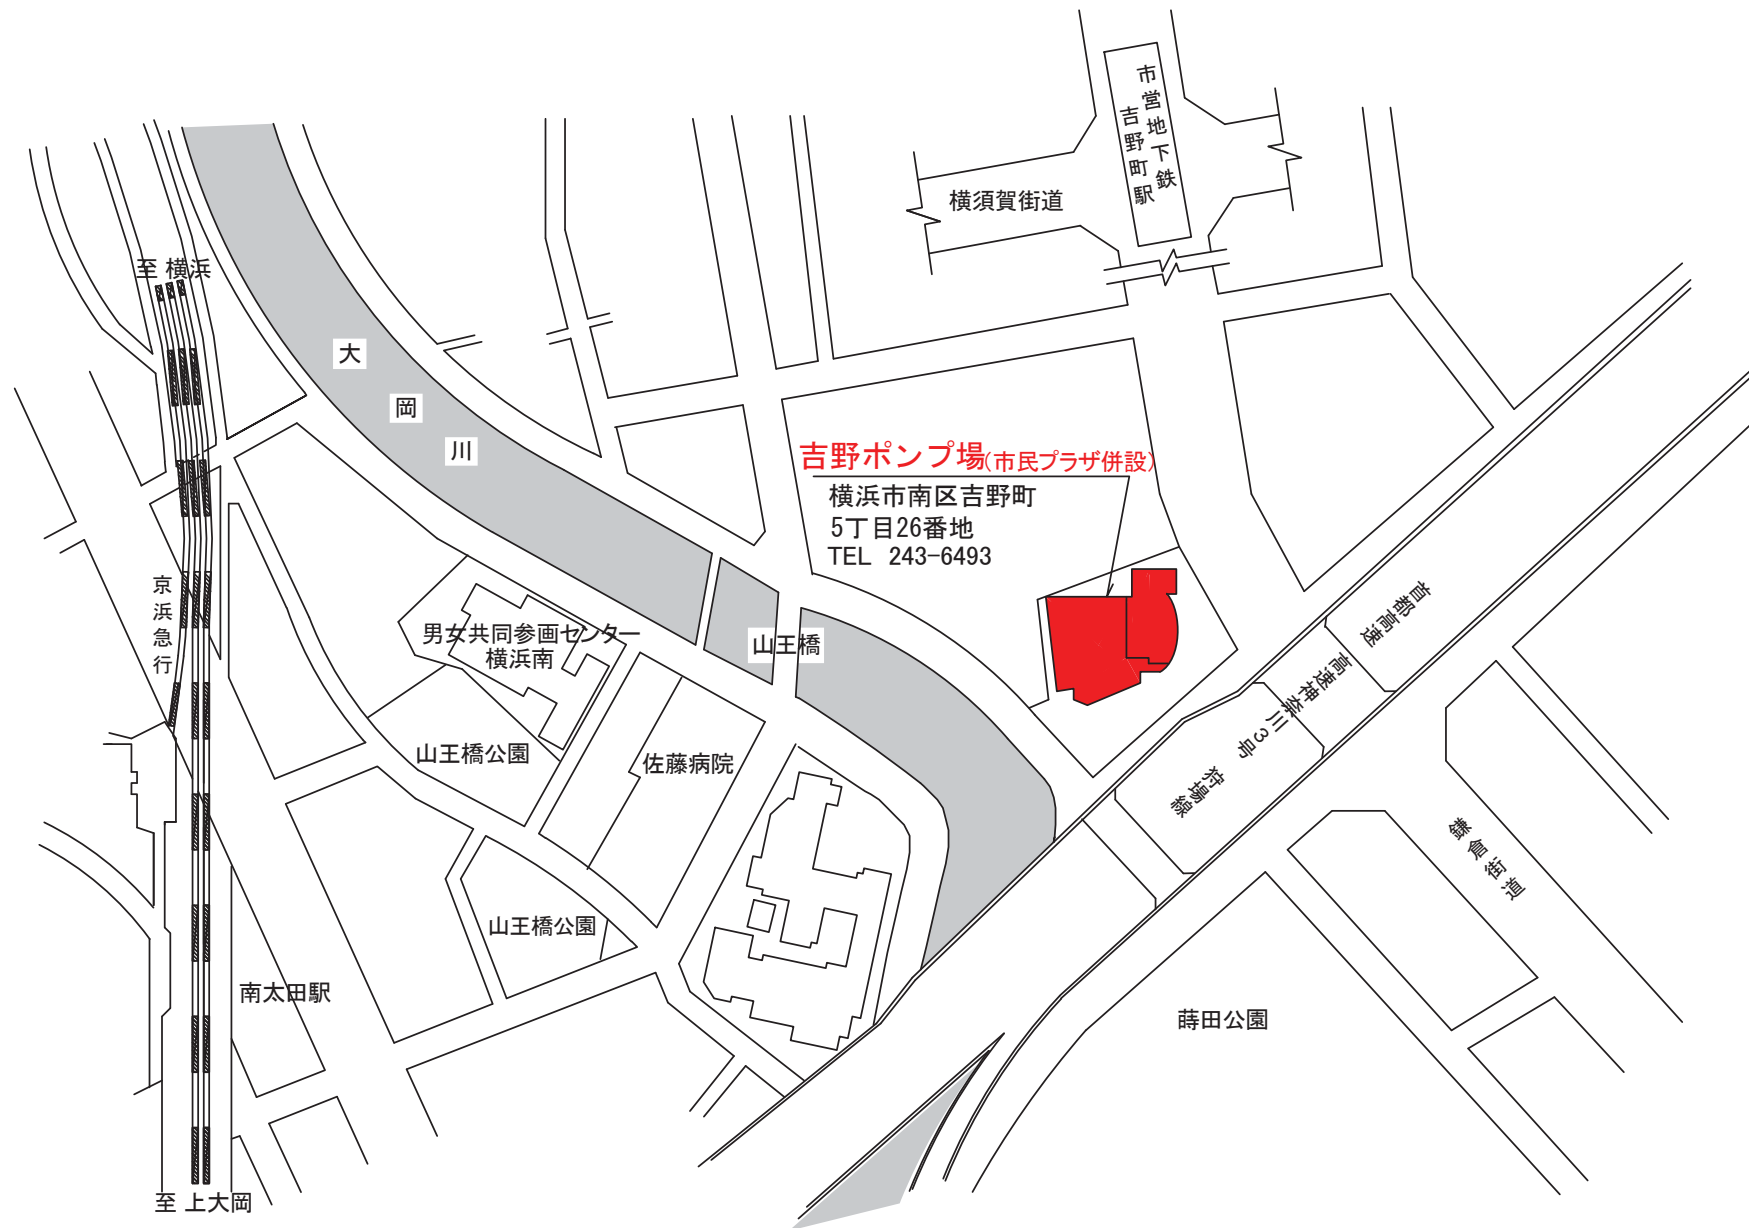 市営地下鉄
吉野町駅
横須賀街道
至 横浜
大岡川
吉野ポンプ場(市民プラザ併設)
横浜市南区吉野町
5丁目26番地
TEL 243-6493
京浜急行
男女共同参画センター
横浜南
山王橋
首都高速
高速神奈川3号 狩場線
山王橋公園
佐藤病院
鎌倉街道
山王橋公園
南太田駅
蒔田公園
至 上大岡